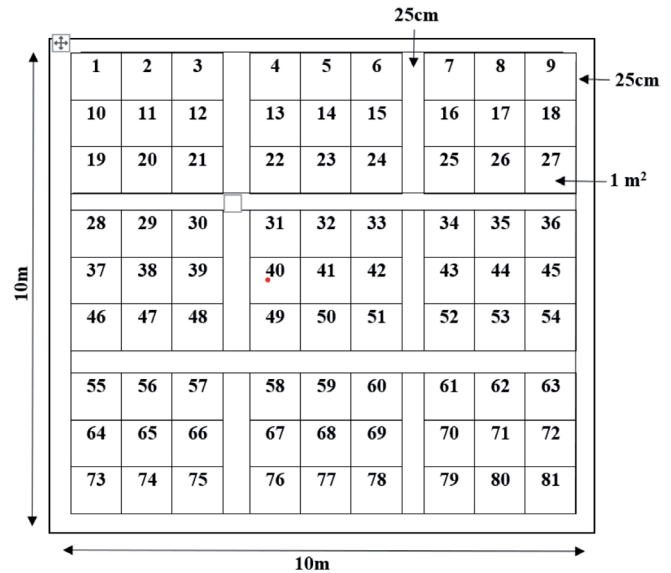 25cm
1 2 3 4 5 6 7 8 9
25cm
10 11 12 13 14 15 16 17 18
19 20 21 22 23 24 25 26 27
1 m²
28 29 30 31 32 33 34 35 36
37 38 39 40 41 42 43 44 45
10m
46 47 48 49 50 51 52 53 54
55 56 57 58 59 60 61 62 63
64 65 66 67 68 69 70 71 72
73 74 75 76 77 78 79 80 81
10m